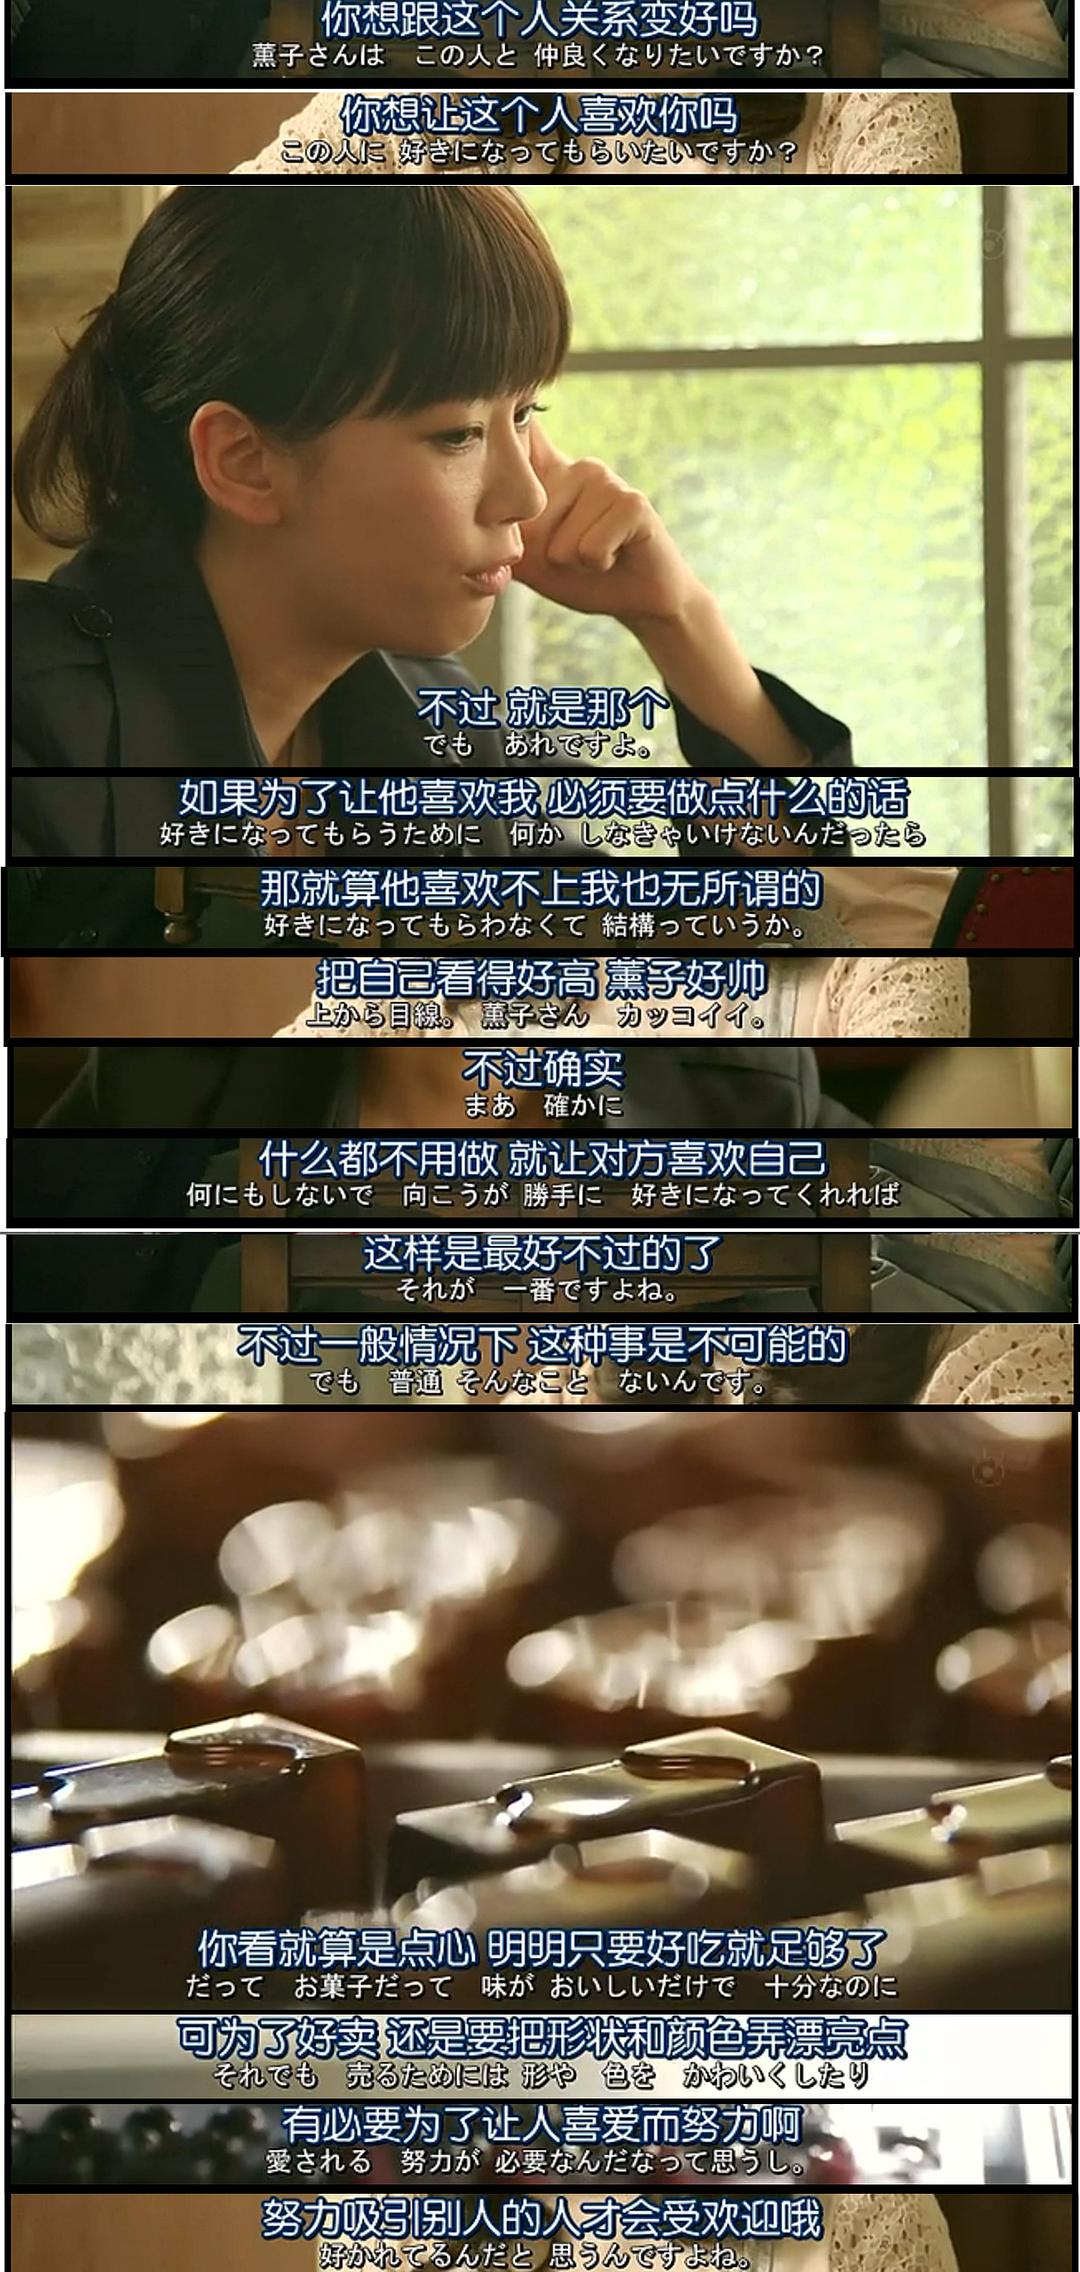 你想跟这个人关系变好吗
薫子さんは　この人と 仲良くなりたいですか？
你想让这个人喜欢你吗
この人に 好きになってもらいたいですか？
不过 就是那个
でも　あれですよ。
如果为了让他喜欢我 必须要做点什么的话
好きになってもらうために　何か しなきゃいけないんだったら
那就算他喜欢不上我也无所谓的
好きになってもらわなくて 結構っていうか。
把自己看得好高 薰子好帅
上から目線。 薫子さん　カッコイイ。
不过确实
まあ　確かに
什么都不用做 就让对方喜欢自己
何にもしないで　向こうが 勝手に　好きになってくれれば
这样是最好不过的了
それが　一番ですよね。
不过一般情况下 这种事是不可能的
でも　普通 そんなこと　ないんです。
你看就算是点心 明明只要好吃就足够了
だって　お菓子だって　味が おいしいだけで　十分なのに
可为了好卖 还是要把形状和颜色弄漂亮点
それでも　売るためには 形や　色を　かわいくしたり
有必要为了让人喜爱而努力啊
愛される　努力が 必要なんだなって思うし。
努力吸引别人的人才会受欢迎哦
好かれてるんだと 思うんですよね。